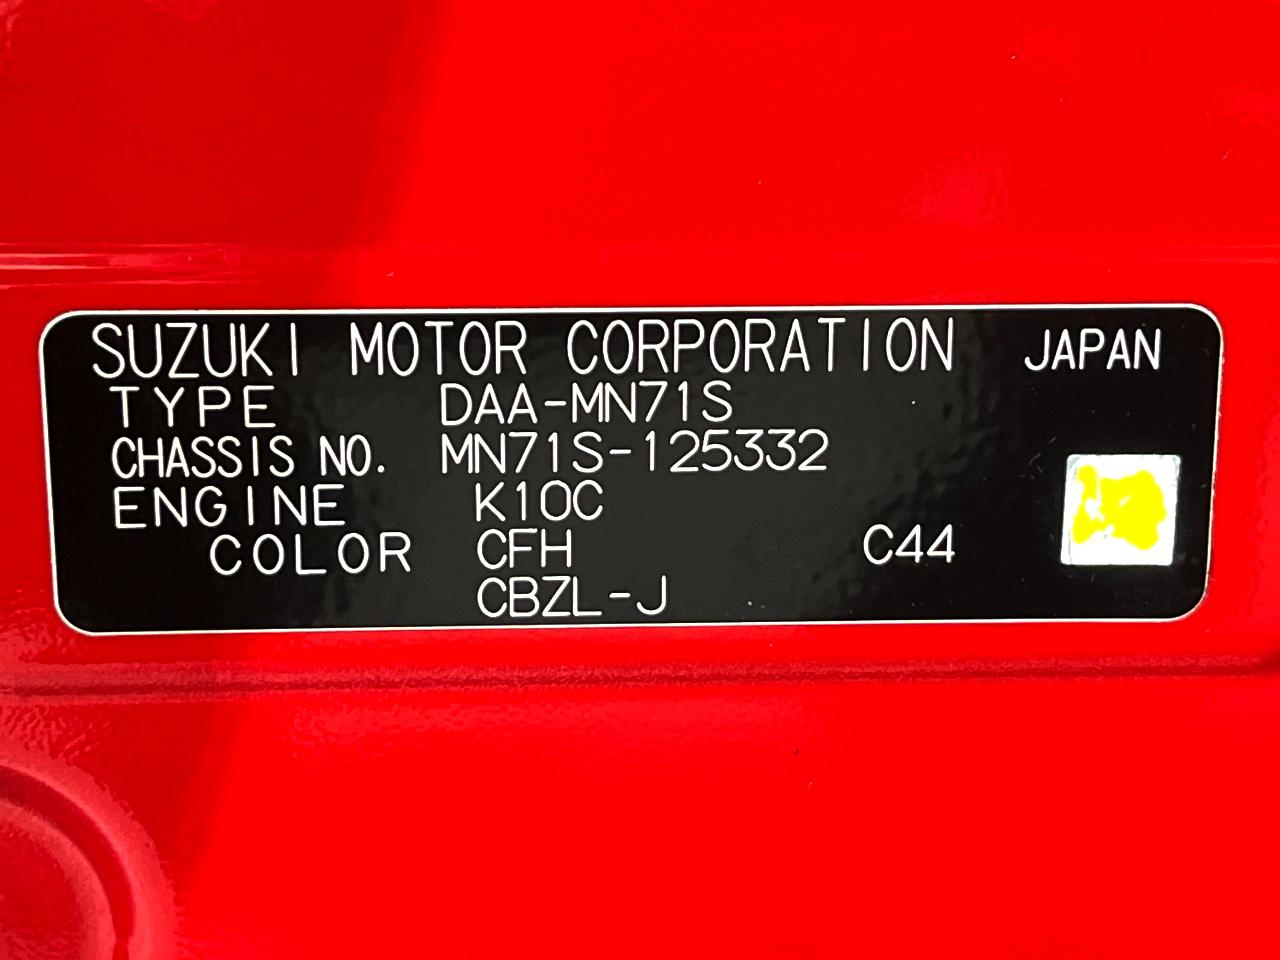 SUZUKI MOTOR CORPORATION JAPAN
TYPE DAA-MN71S
CHASSIS NO. MN71S-125332
ENGINE K10C
COLOR CFH C44
CBZL-J